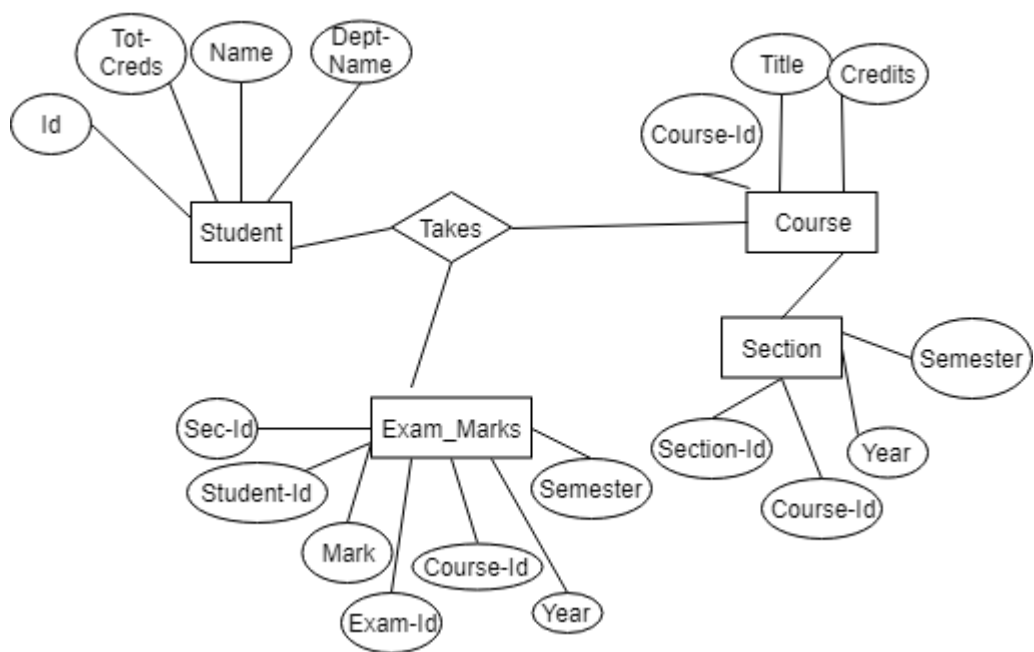 Tot-
Creds
Name
Dept-
Name
Id
Title
Credits
Course-Id
Student
Takes
Course
Section
Semester
Exam_Marks
Sec-Id
Student-Id
Mark
Exam-Id
Course-Id
Year
Semester
Section-Id
Course-Id
Year